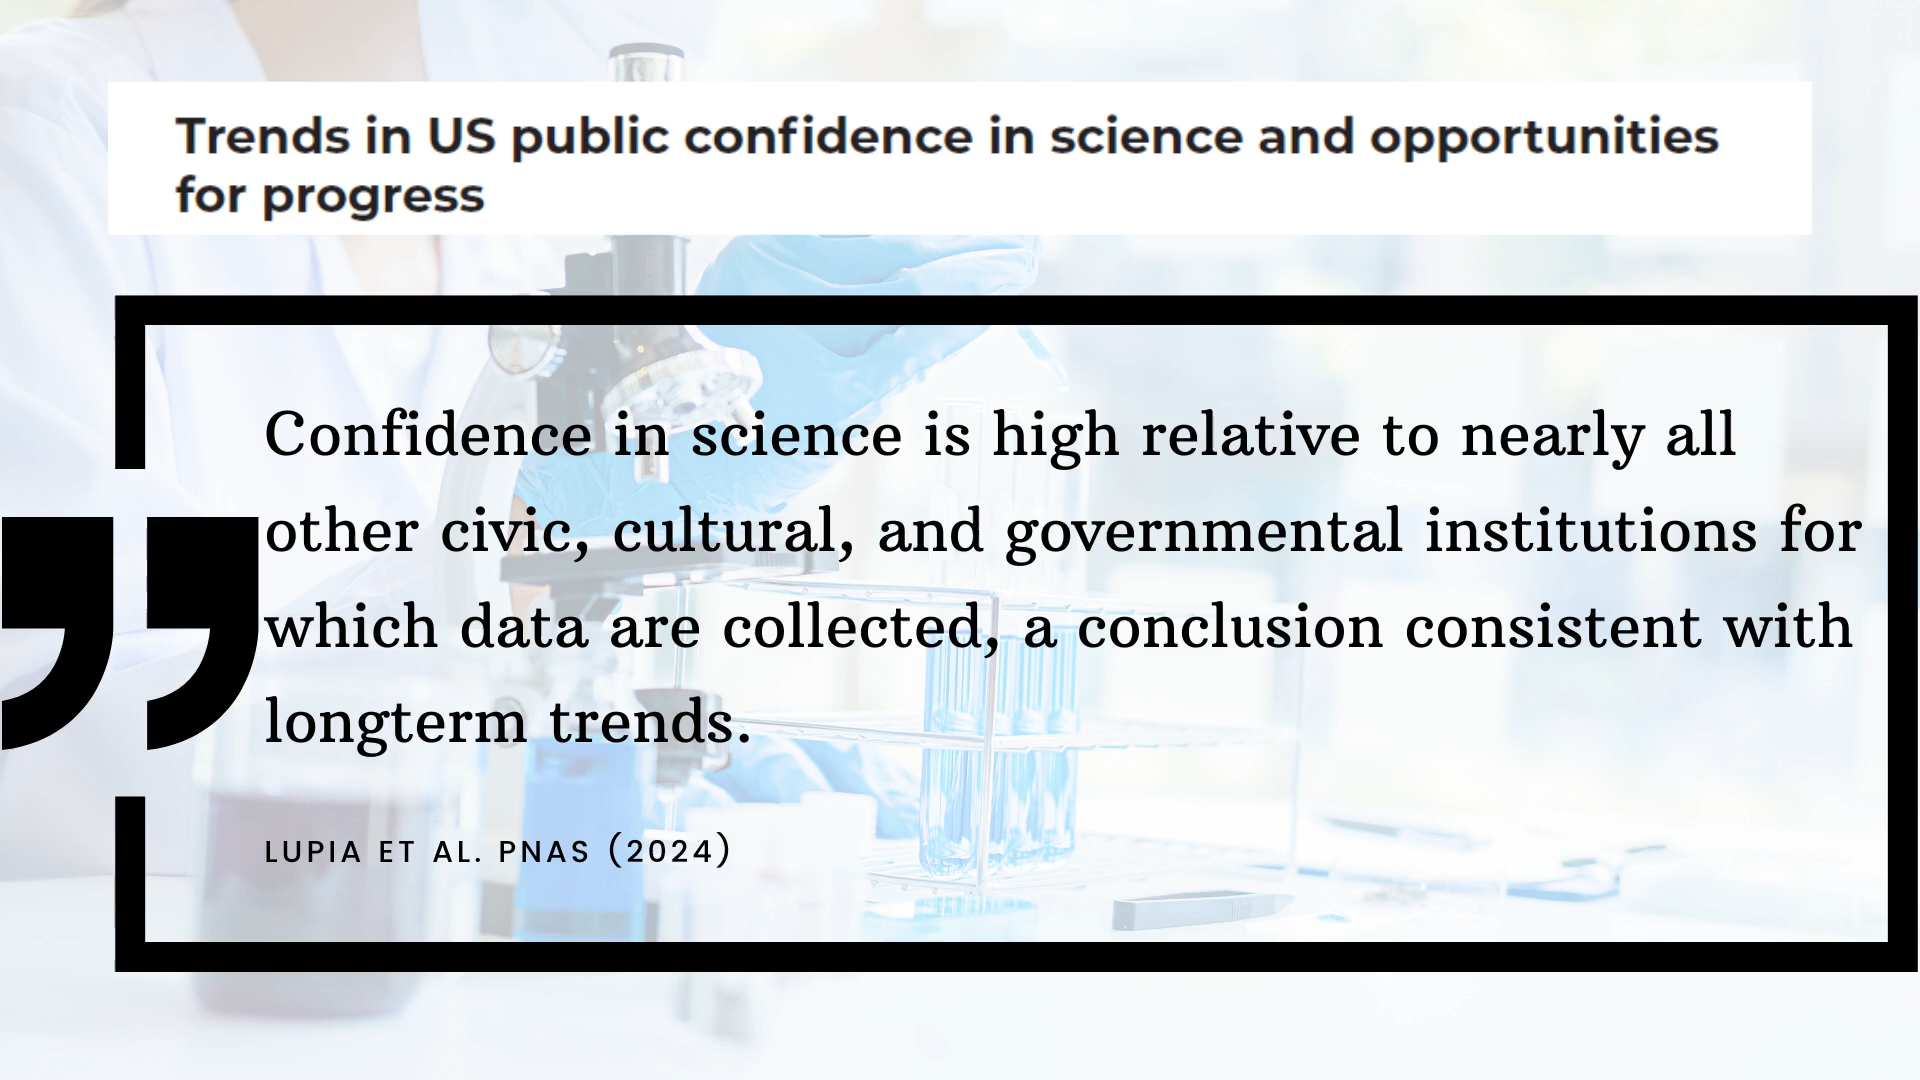 Trends in US public confidence in science and opportunities
for progress
Confidence in science is high relative to nearly all
other civic, cultural, and governmental institutions for
which data are collected, a conclusion consistent with
longterm trends.
LUPIA ET AL. PNAS (2024)